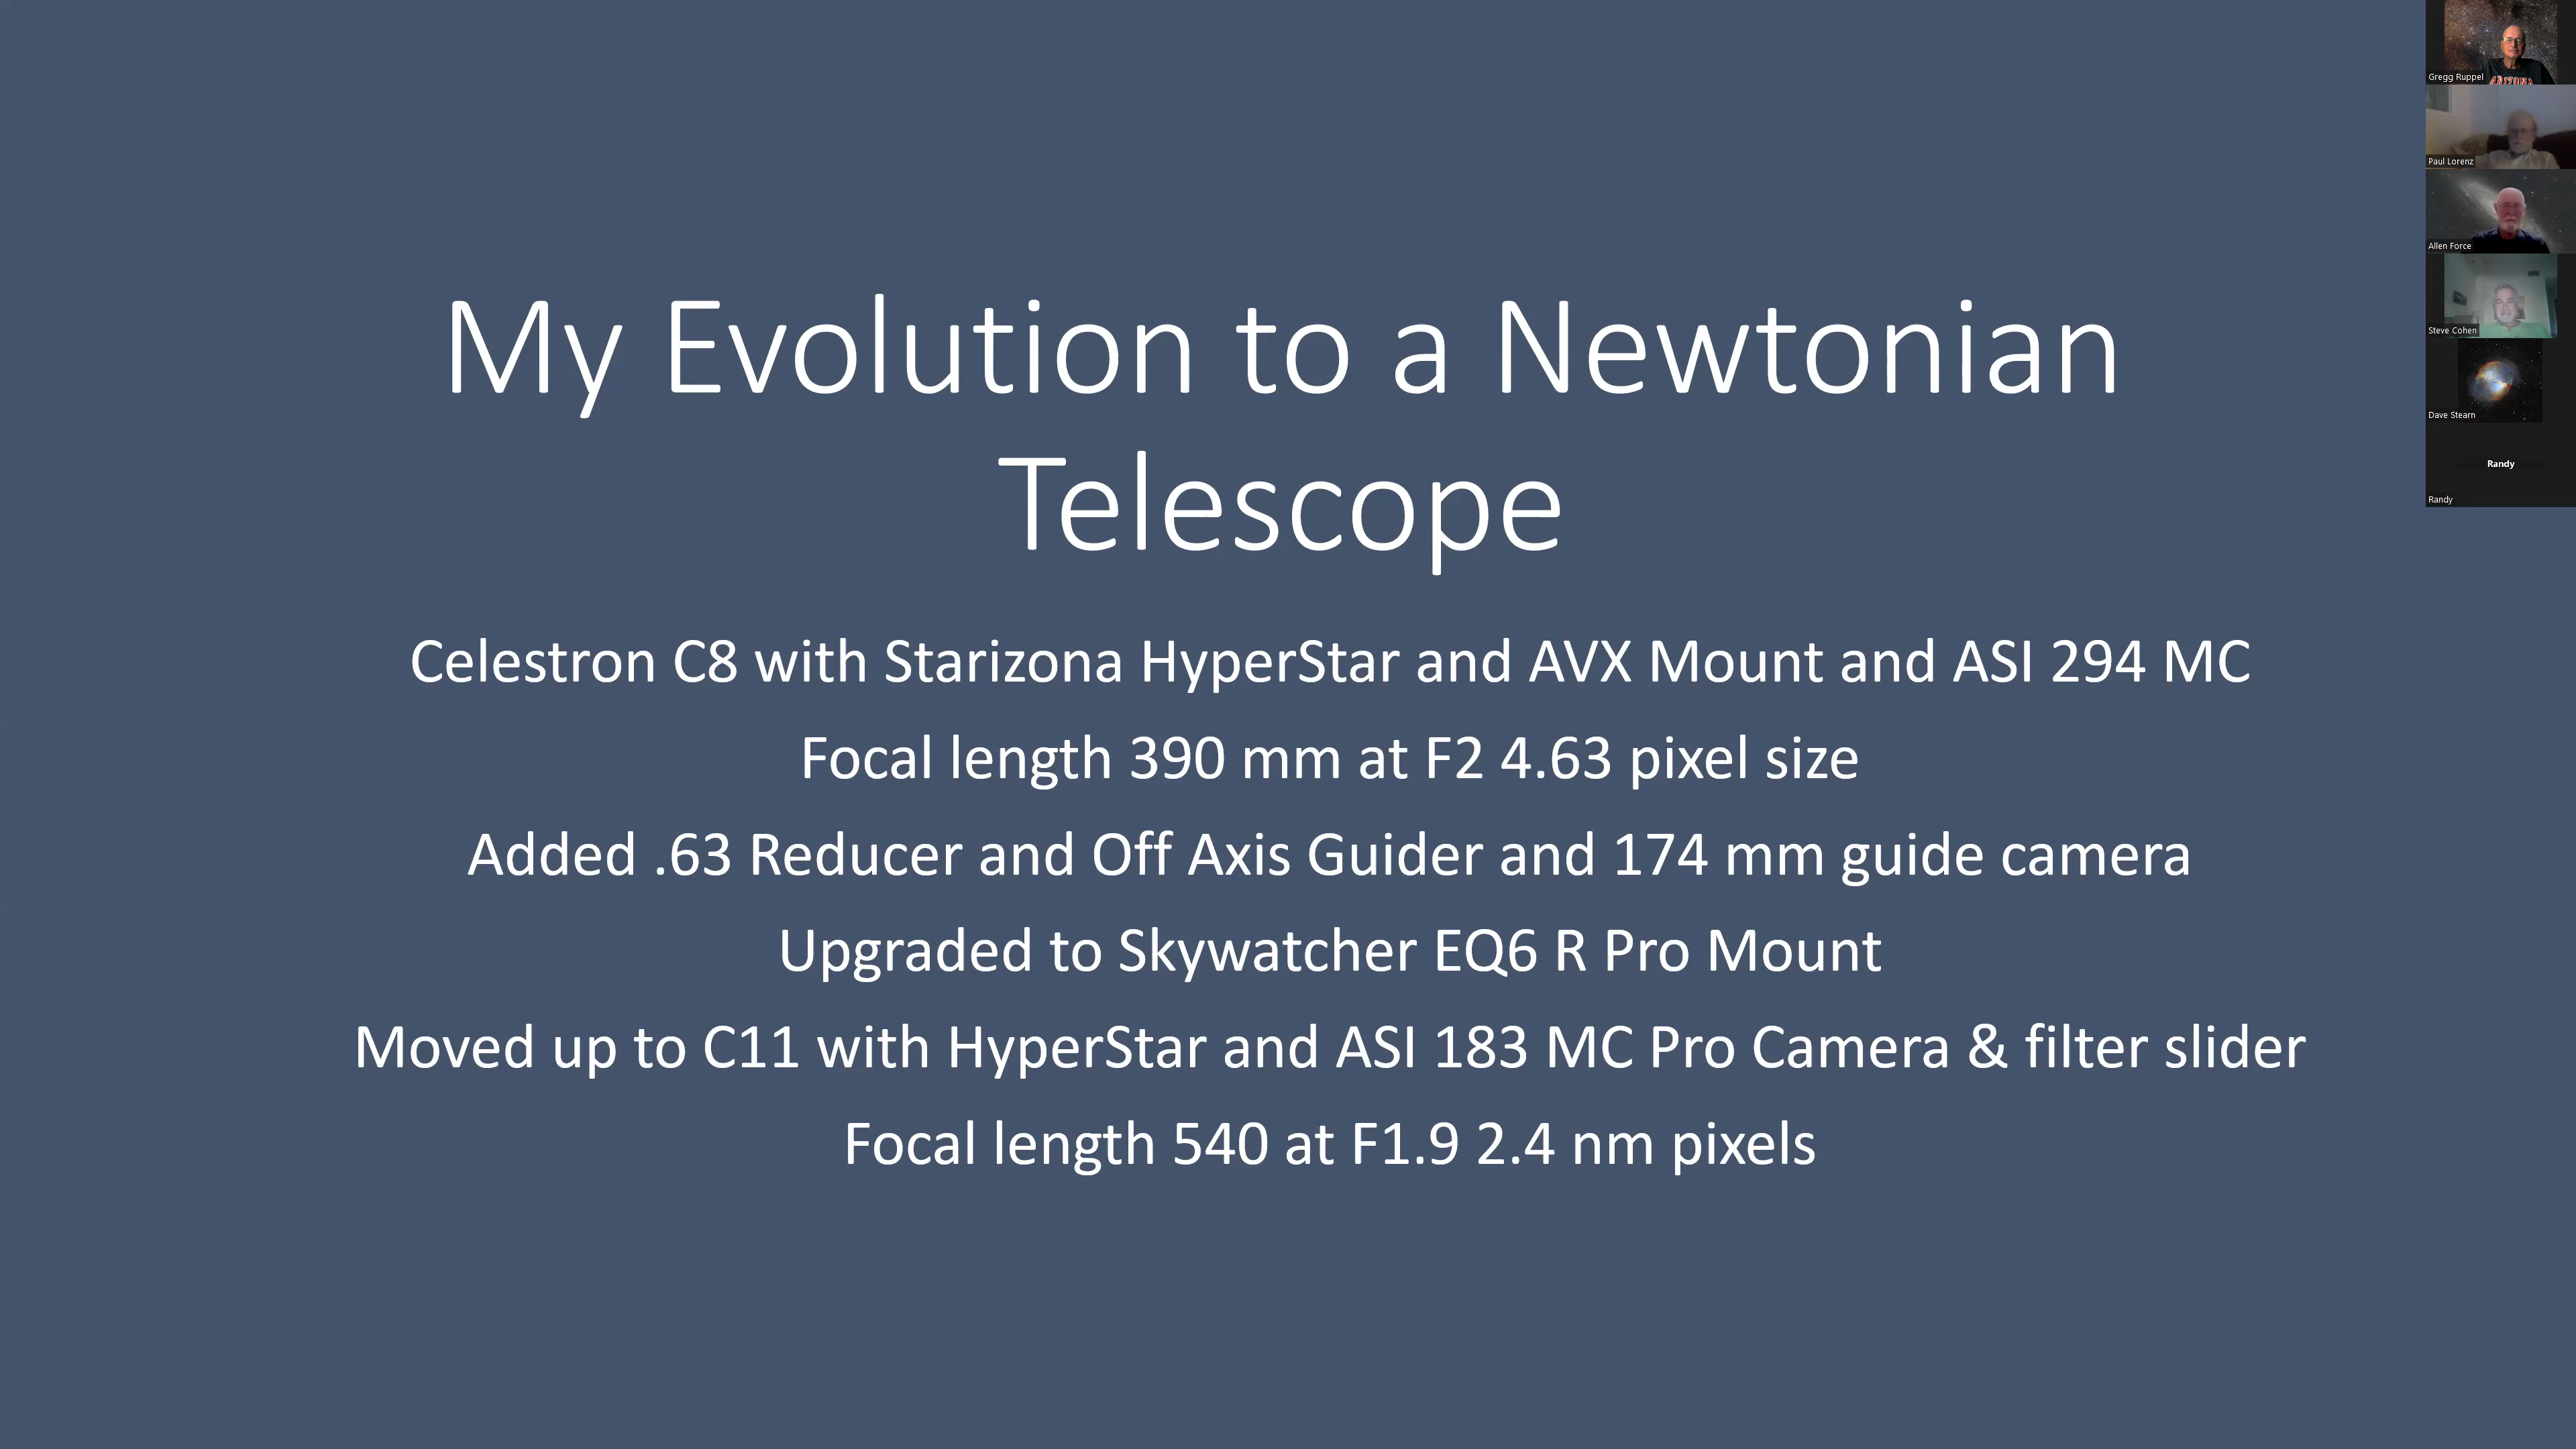 My Evolution to a Newtonian
Telescope
Celestron C8 with Starizona HyperStar and AVX Mount and ASI 294 MC
Focal length 390 mm at F2 4.63 pixel size
Added .63 Reducer and Off Axis Guider and 174 mm guide camera
Upgraded to Skywatcher EQ6 R Pro Mount
Moved up to C11 with HyperStar and ASI 183 MC Pro Camera & filter slider
Focal length 540 at F1.9 2.4 nm pixels
ARIZONA
Gregg Ruppel
Paul Lorenz
Allen Force
Steve Cohen
Dave Stearn
Randy
Randy